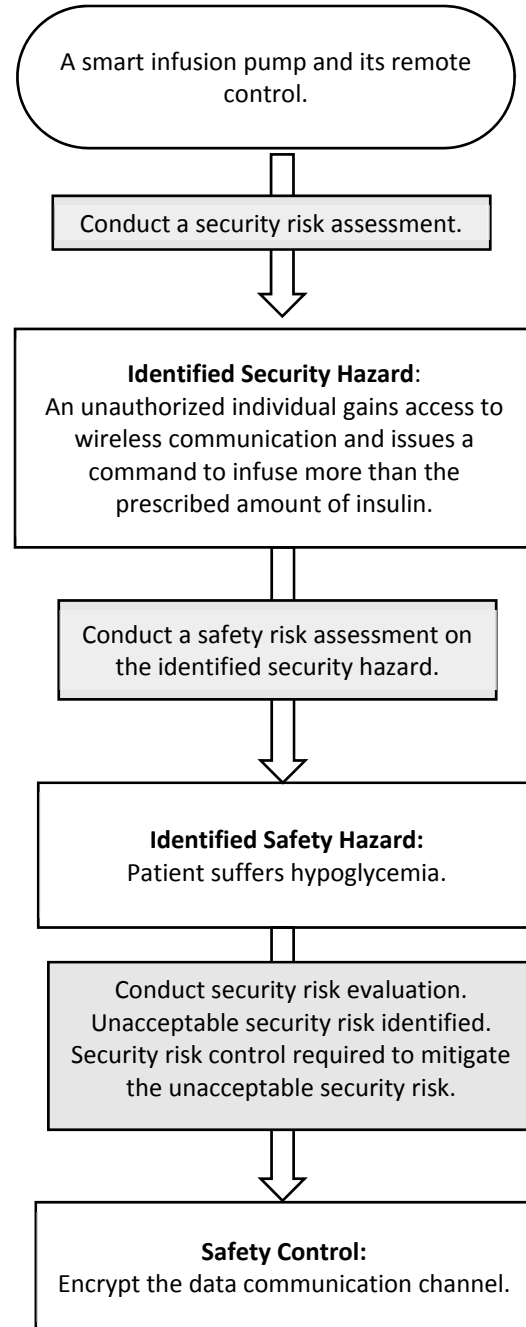 A smart infusion pump and its remote
control.
Conduct a security risk assessment.
Identified Security Hazard:
An unauthorized individual gains access to
wireless communication and issues a
command to infuse more than the
prescribed amount of insulin.
Conduct a safety risk assessment on
the identified security hazard.
Identified Safety Hazard:
Patient suffers hypoglycemia.
Conduct security risk evaluation.
Unacceptable security risk identified.
Security risk control required to mitigate
the unacceptable security risk.
Safety Control:
Encrypt the data communication channel.